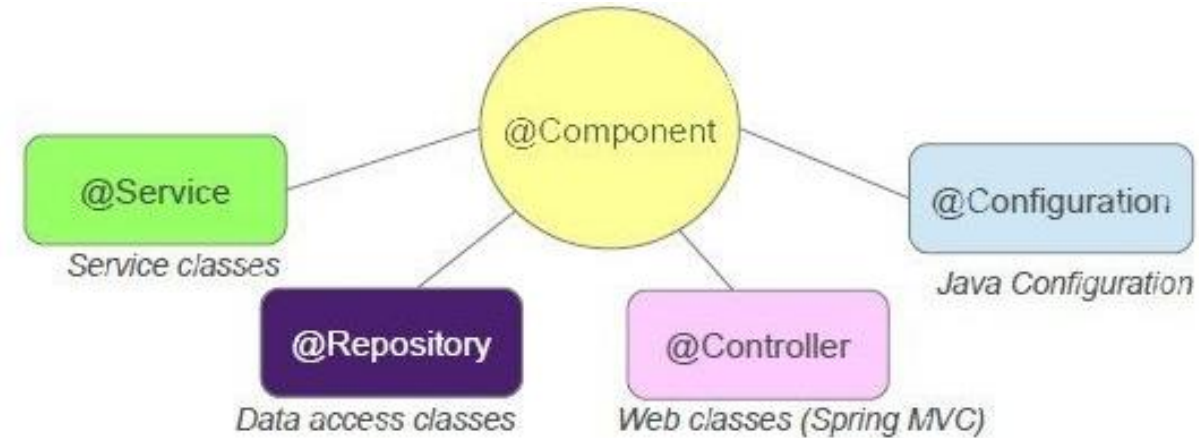 @Component
@Service
Service classes
@Configuration
Java Configuration
@Repository
Data access classes
@Controller
Web classes (Spring MVC)